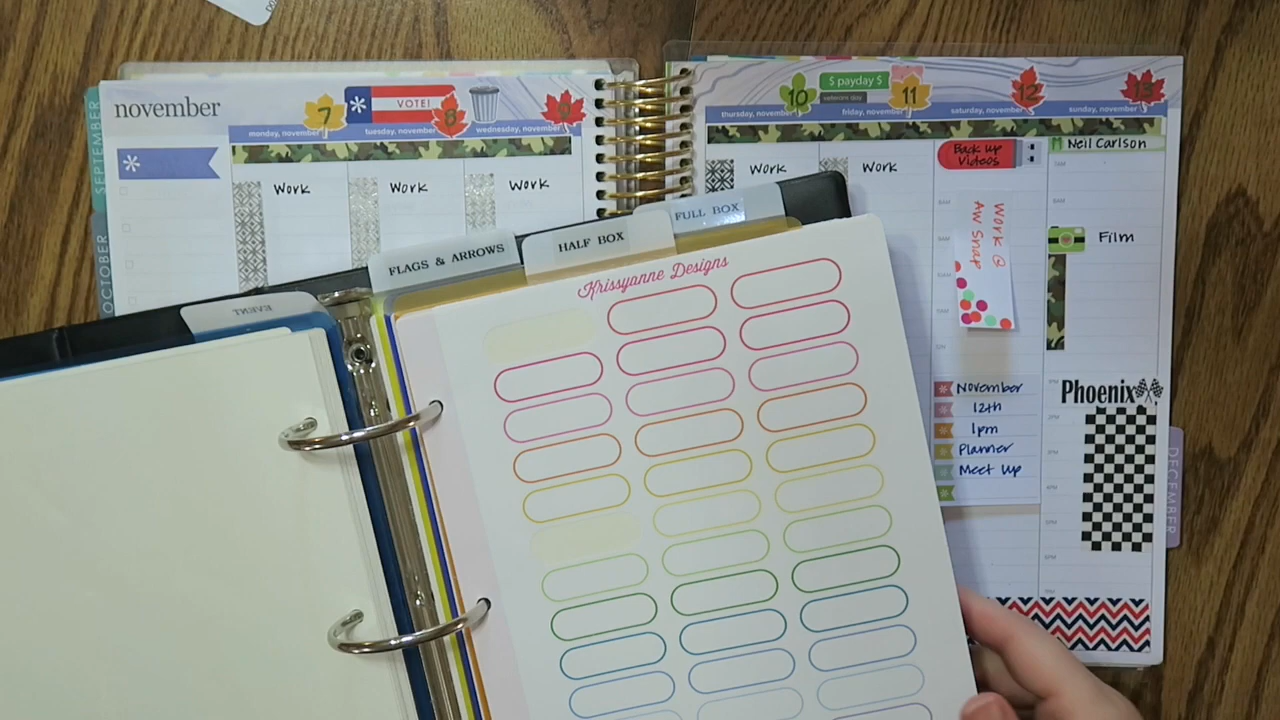 november
SEPTEMBER
OCTOBER
7
VOTE!
8
9
monday, november
tuesday, november
wednesday, november
Work
Work
Work
10
$ payday $
veterans day
11
12
13
thursday, november
friday, november
saturday, november
sunday, november
Work
Work
Back up
Videos
Neil Carlson
Work @
Aw Snap
Film
November
12th
1pm
Planner
Meet Up
Phoenix
DECEMBER
EVENT
FLAGS & ARROWS
HALF BOX
FULL BOX
Krissyanne Designs